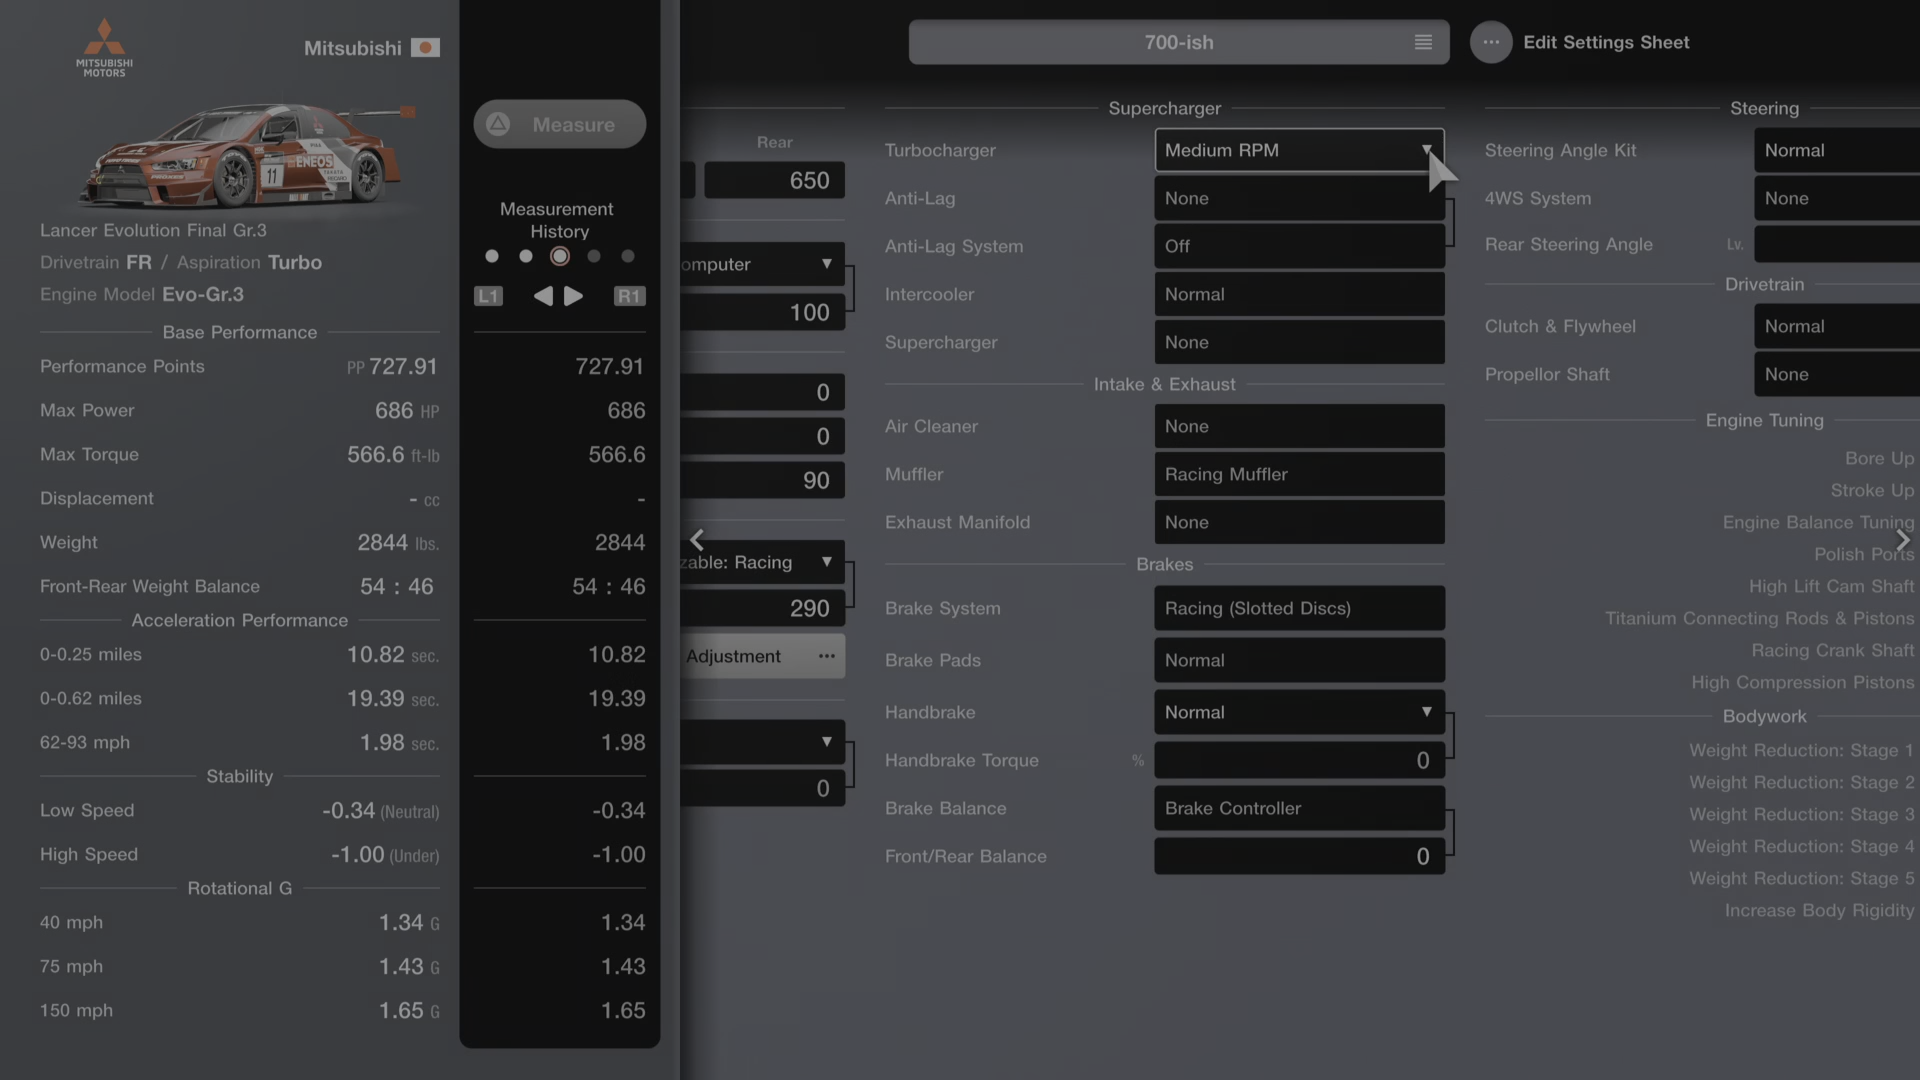 MITSUBISHI
MOTORS
Mitsubishi
11
ENEOS
Lancer Evolution Final Gr.3
Drivetrain FR / Aspiration Turbo
Engine Model Evo-Gr.3
Base Performance
Performance Points PP 727.91
Max Power 686 HP
Max Torque 566.6 ft-lb
Displacement - cc
Weight 2844 lbs.
Front-Rear Weight Balance 54 : 46
Acceleration Performance
0-0.25 miles 10.82 sec.
0-0.62 miles 19.39 sec.
62-93 mph 1.98 sec.
Stability
Low Speed -0.34 (Neutral)
High Speed -1.00 (Under)
Rotational G
40 mph 1.34 G
75 mph 1.43 G
150 mph 1.65 G
Measure
Measurement
History
L1 R1
727.91
686
566.6
-
2844
54 : 46
10.82
19.39
1.98
-0.34
-1.00
1.34
1.43
1.65
700-ish
Edit Settings Sheet
Rear
650
omputer
100
0
0
90
zable: Racing
290
Adjustment
0
Supercharger
Turbocharger Medium RPM
Anti-Lag None
Anti-Lag System Off
Intercooler Normal
Supercharger None
Intake & Exhaust
Air Cleaner None
Muffler Racing Muffler
Exhaust Manifold None
Brakes
Brake System Racing (Slotted Discs)
Brake Pads Normal
Handbrake Normal
Handbrake Torque % 0
Brake Balance Brake Controller
Front/Rear Balance 0
Steering
Steering Angle Kit Normal
4WS System None
Rear Steering Angle Lv.
Drivetrain
Clutch & Flywheel Normal
Propellor Shaft None
Engine Tuning
Bore Up
Stroke Up
Engine Balance Tuning
Polish Ports
High Lift Cam Shaft
Titanium Connecting Rods & Pistons
Racing Crank Shaft
High Compression Pistons
Bodywork
Weight Reduction: Stage 1
Weight Reduction: Stage 2
Weight Reduction: Stage 3
Weight Reduction: Stage 4
Weight Reduction: Stage 5
Increase Body Rigidity